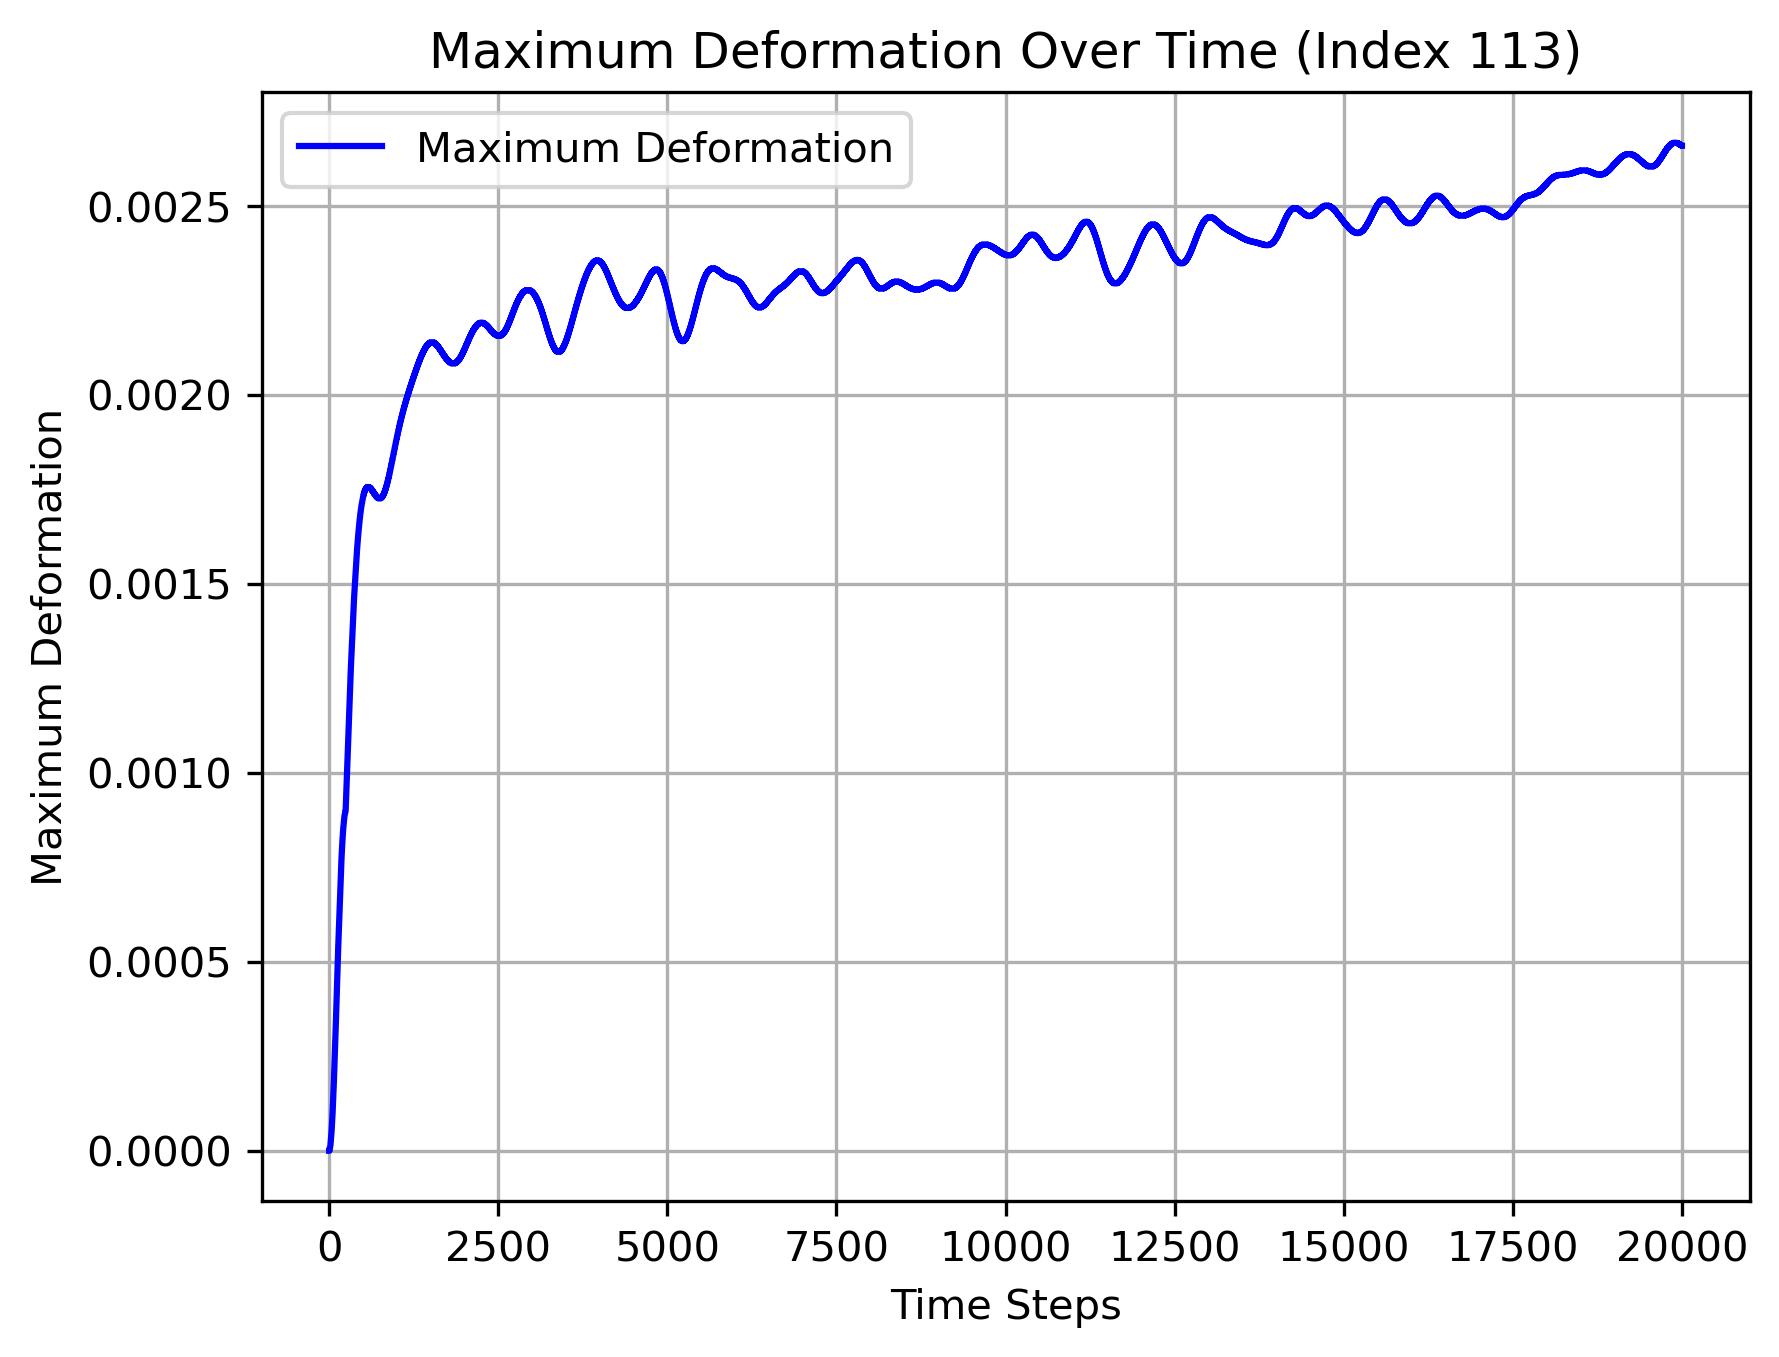 Maximum Deformation Over Time (Index 113)
Maximum Deformation
0.0025
0.0020
0.0015
0.0010
0.0005
0.0000
Maximum Deformation
0 2500 5000 7500 10000 12500 15000 17500 20000
Time Steps